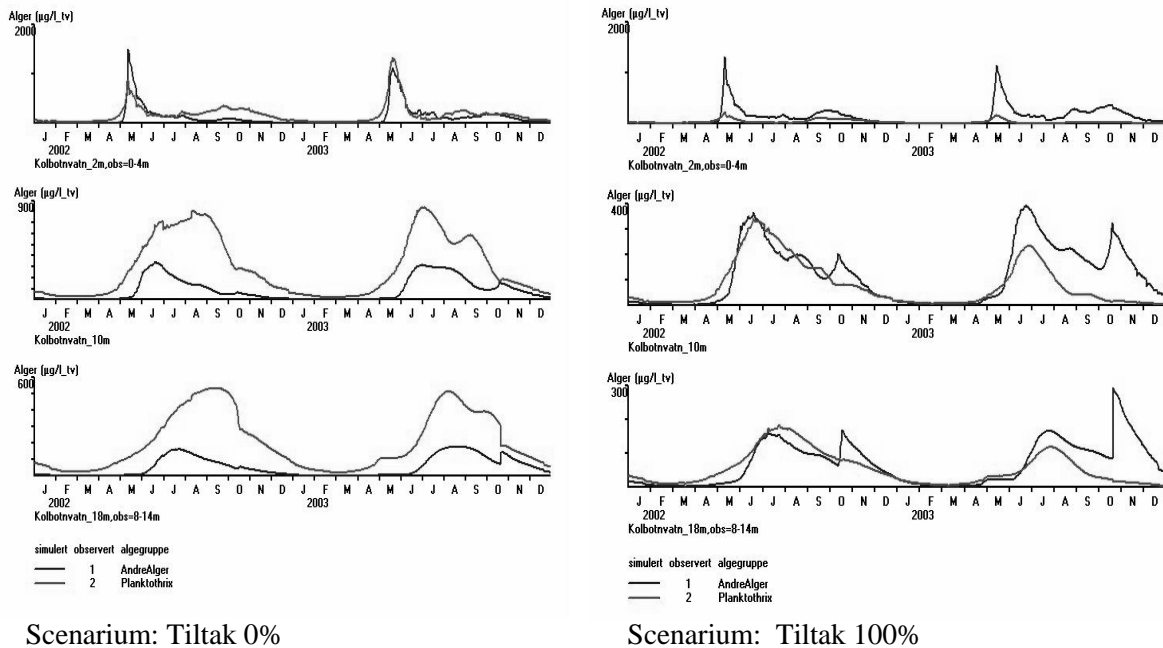 Alger (µg/l_tv)
2000
J F M A M J J A S O N D J F M A M J J A S O N D
2002 2003
Kolbotnvatn_2m,obs=0-4m
Alger (µg/l_tv)
900
J F M A M J J A S O N D J F M A M J J A S O N D
2002 2003
Kolbotnvatn_10m
Alger (µg/l_tv)
600
J F M A M J J A S O N D J F M A M J J A S O N D
2002 2003
Kolbotnvatn_18m,obs=8-14m
simulert observert algegruppe
1 AndreAlger
2 Planktothrix
Scenarium: Tiltak 0%
Alger (µg/l_tv)
2000
J F M A M J J A S O N D J F M A M J J A S O N D
2002 2003
Kolbotnvatn_2m,obs=0-4m
Alger (µg/l_tv)
400
J F M A M J J A S O N D J F M A M J J A S O N D
2002 2003
Kolbotnvatn_10m
Alger (µg/l_tv)
300
J F M A M J J A S O N D J F M A M J J A S O N D
2002 2003
Kolbotnvatn_18m,obs=8-14m
simulert observert algegruppe
1 AndreAlger
2 Planktothrix
Scenarium: Tiltak 100%